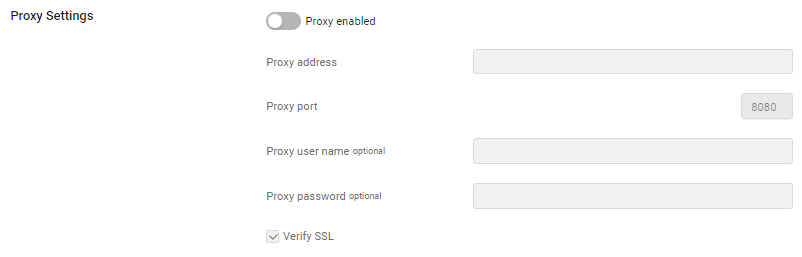 Proxy Settings
Proxy enabled
Proxy address
Proxy port
8080
Proxy user name optional
Proxy password optional
Verify SSL